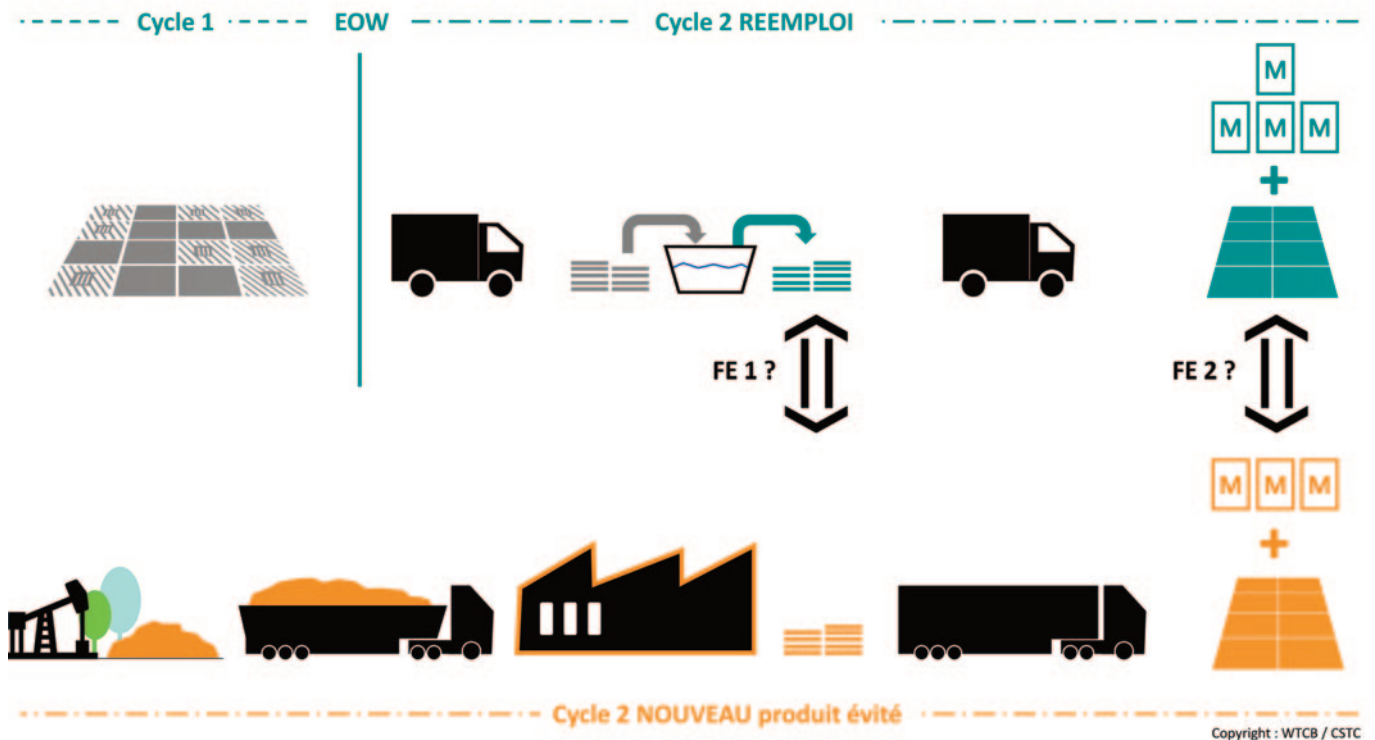 Cycle 1 EOW Cycle 2 REEMPLOI
M
M M M
+
FE 1 ? FE 2 ?
M M M
+
Cycle 2 NOUVEAU produit évité
Copyright : WTCB / CSTC